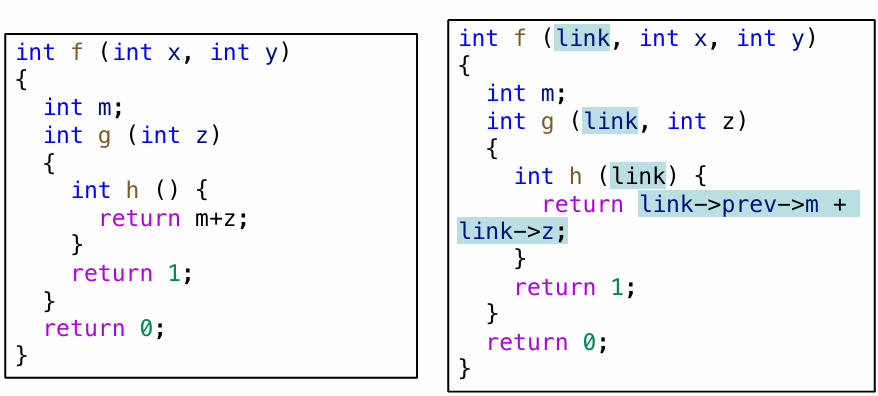 int f (int x, int y)
{
  int m;
  int g (int z)
  {
    int h () {
      return m+z;
    }
    return 1;
  }
  return 0;
}
int f (link, int x, int y)
{
  int m;
  int g (link, int z)
  {
    int h (link) {
      return link->prev->m +
link->z;
    }
    return 1;
  }
  return 0;
}